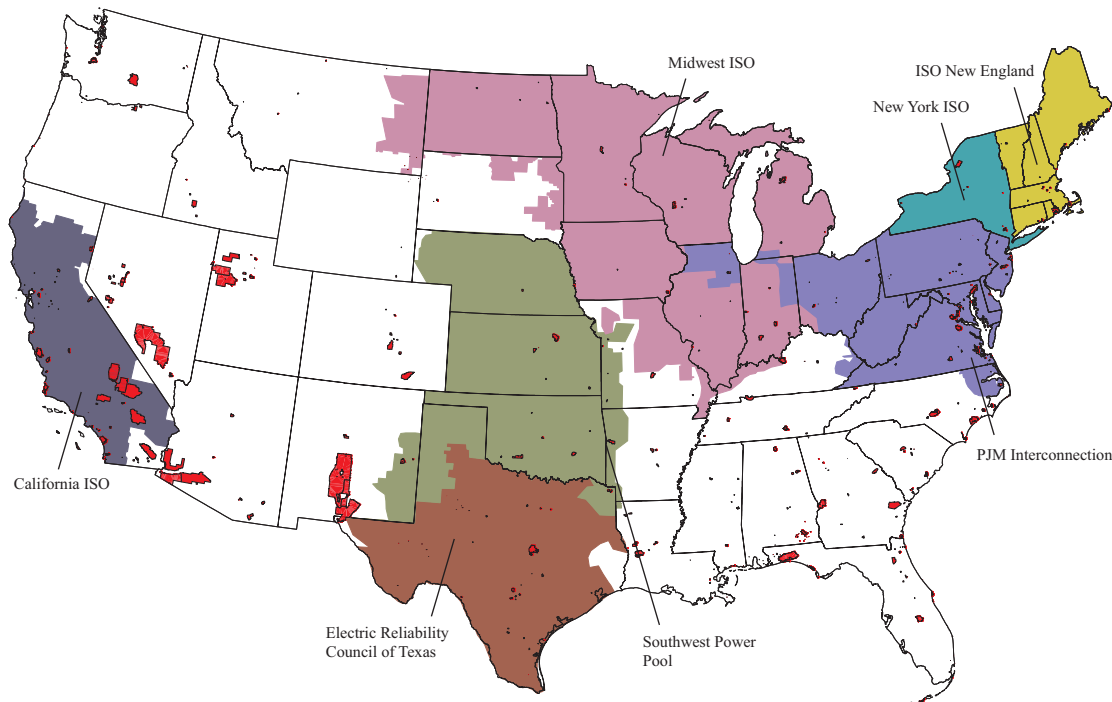 Midwest ISO
ISO New England
New York ISO
California ISO
PJM Interconnection
Electric Reliability
Council of Texas
Southwest Power
Pool